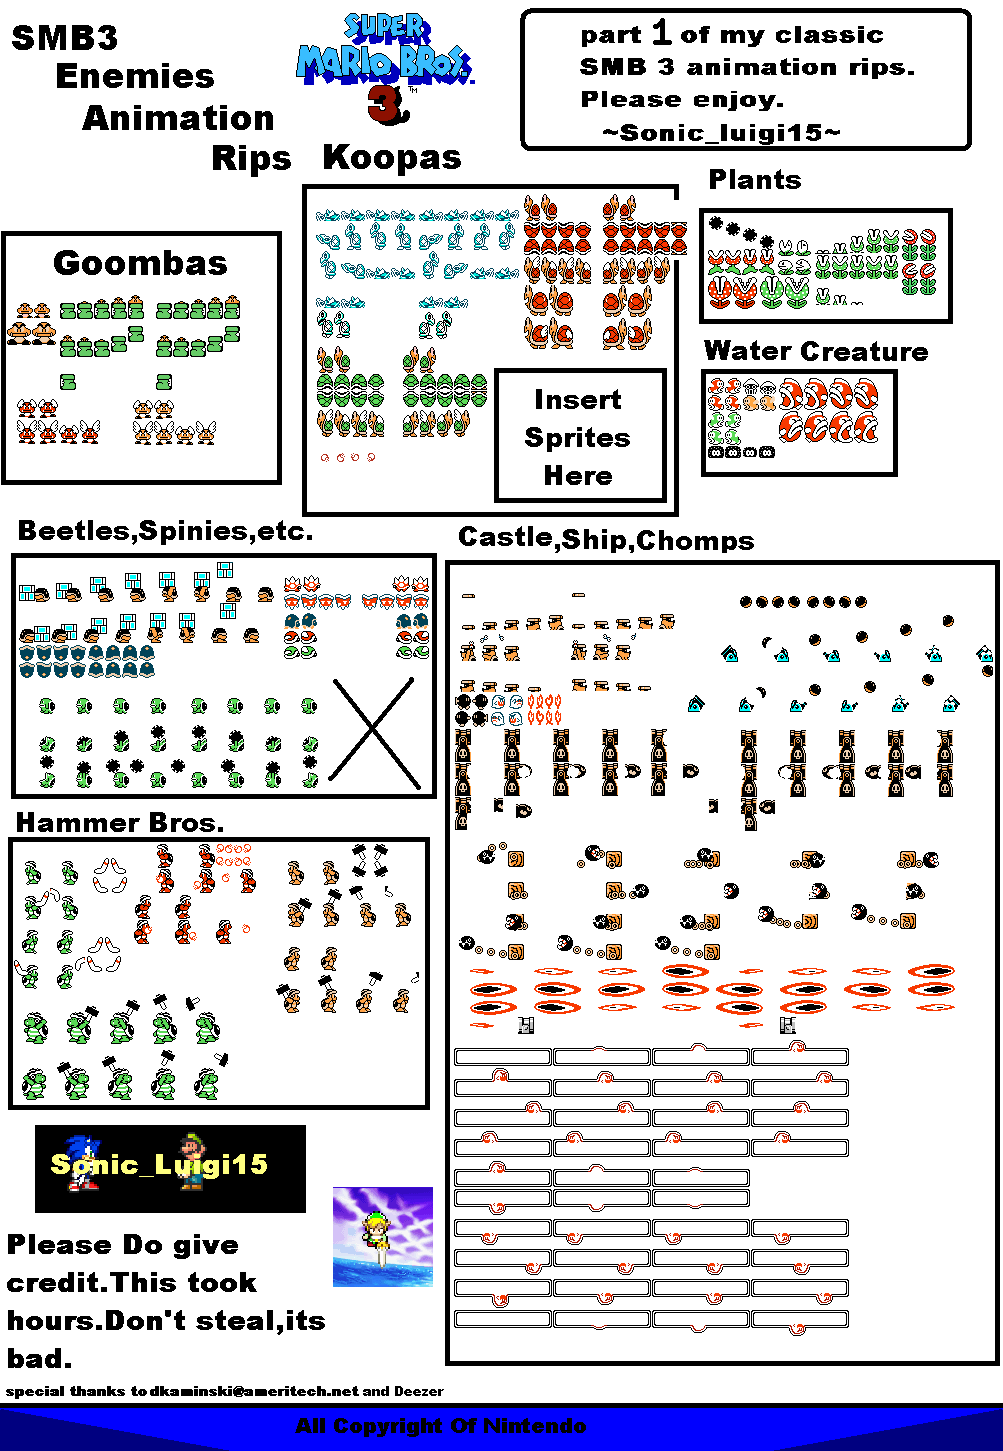 SMB3
Enemies
Animation
Rips
SUPER
MARIO BROS.
3
TM
part 1 of my classic
SMB 3 animation rips.
Please enjoy.
~Sonic_luigi15~
Koopas
Plants
Goombas
Water Creature
Insert
Sprites
Here
Beetles,Spinies,etc.
Castle,Ship,Chomps
Hammer Bros.
Sonic_Luigi15
Please Do give
credit.This took
hours.Don't steal,its
bad.
special thanks to dkaminski@ameritech.net and Deezer
All Copyright Of Nintendo